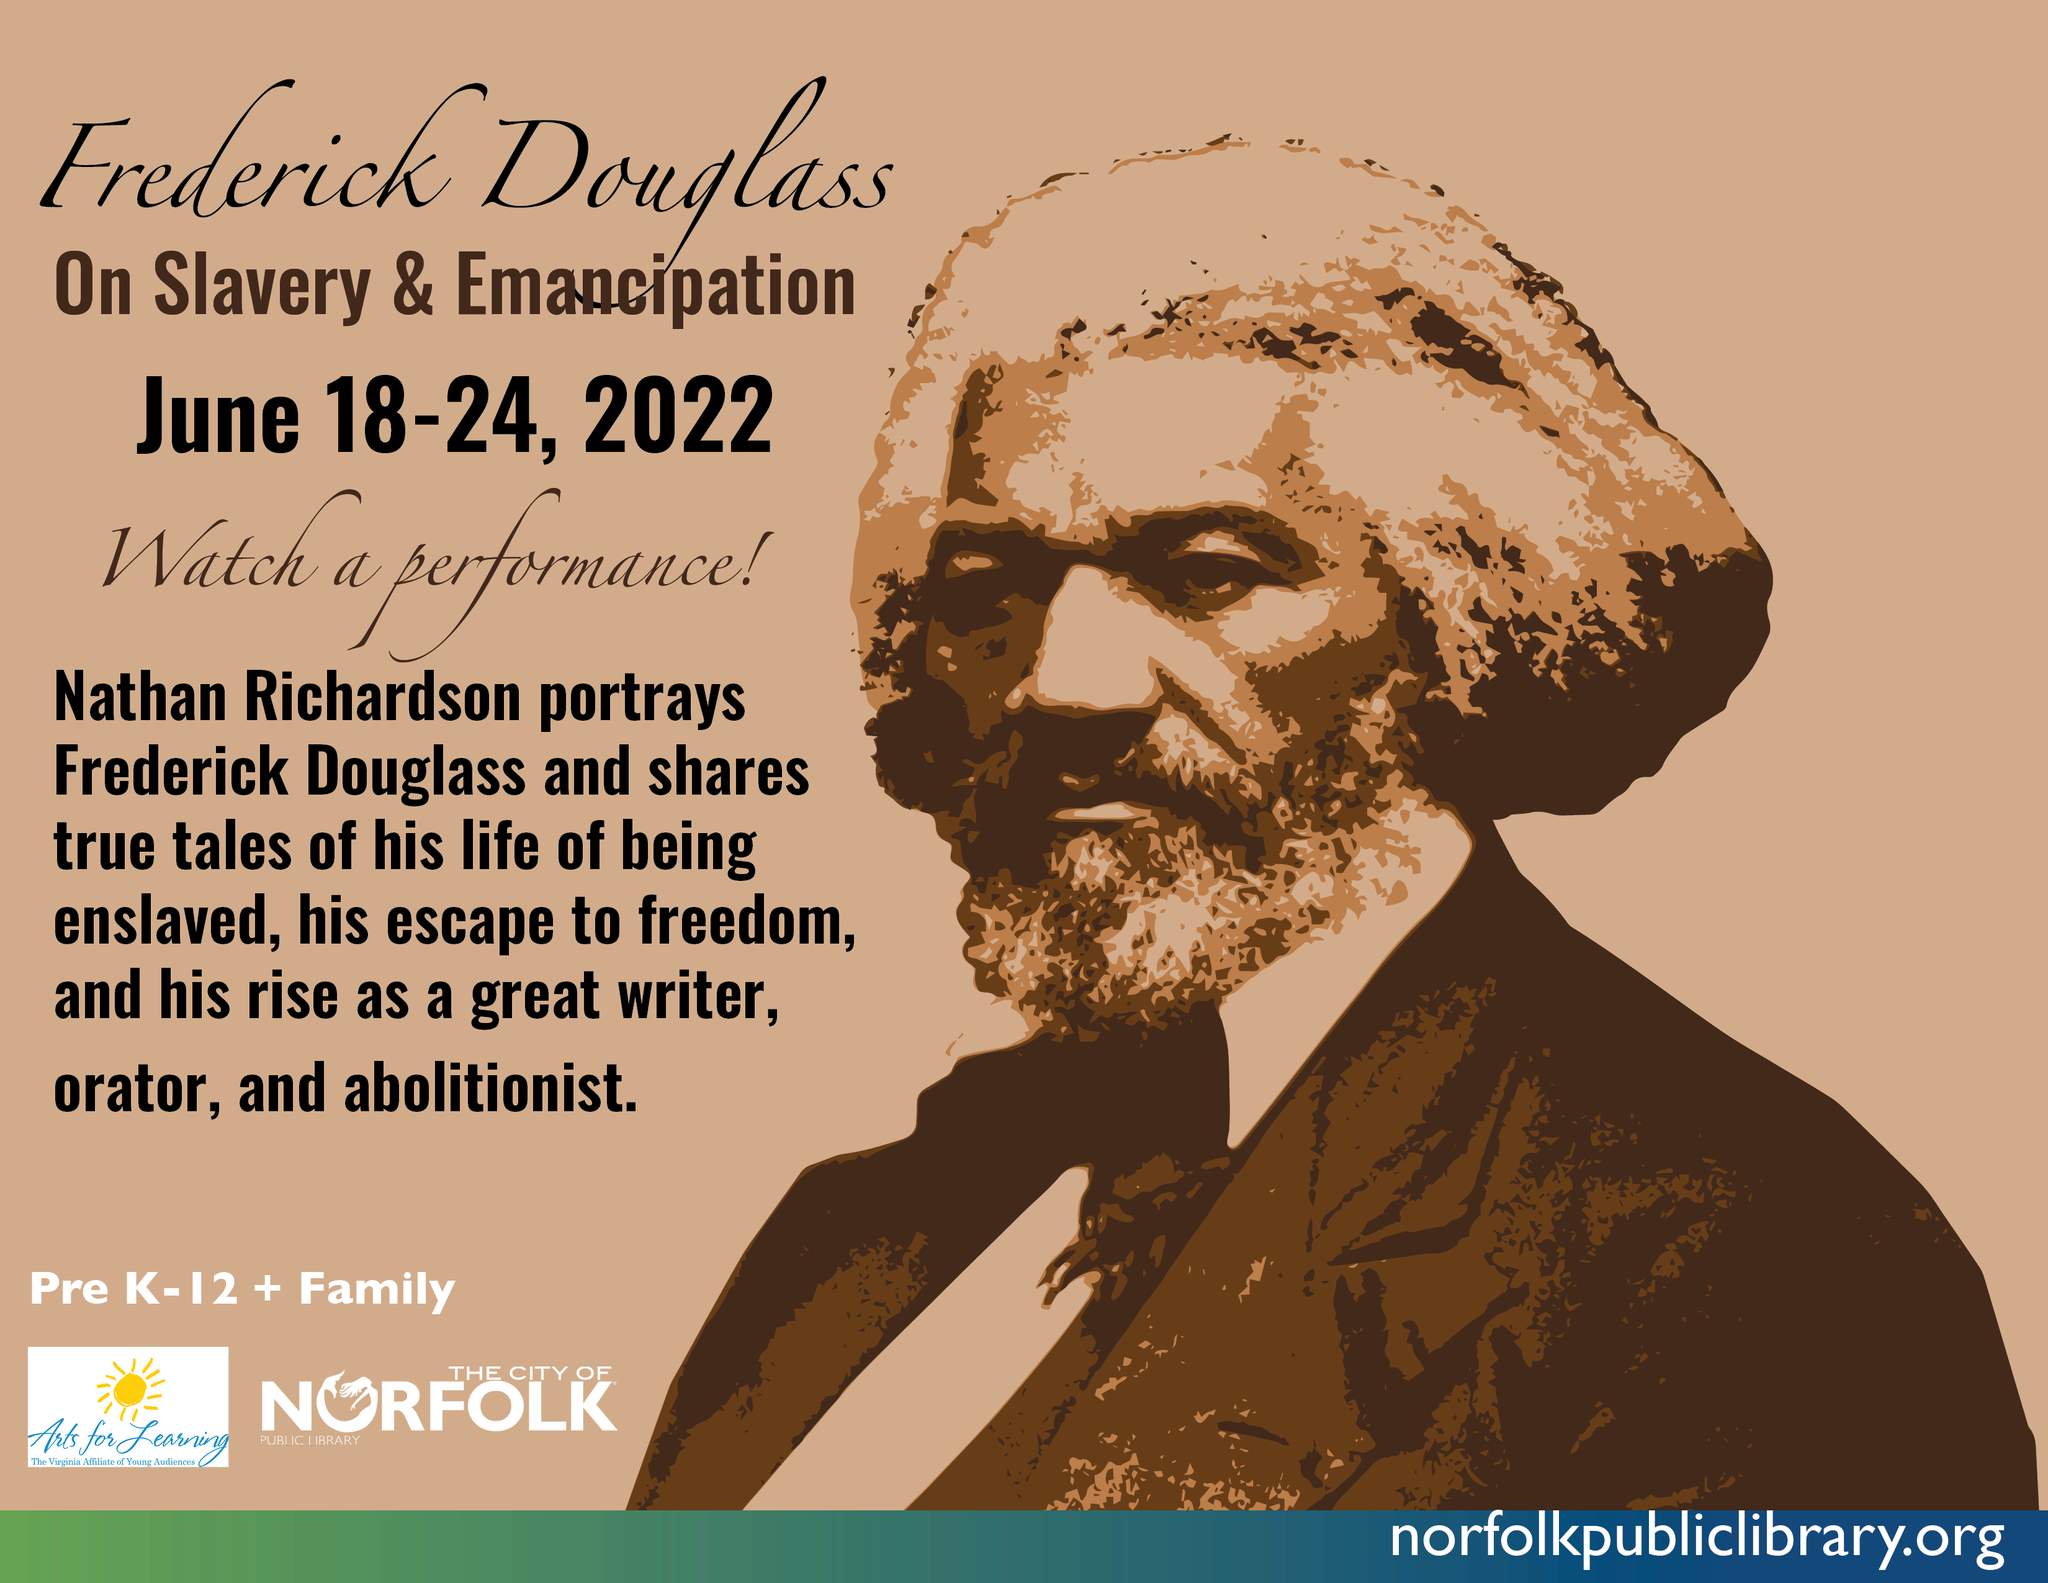 Frederick Douglass
On Slavery & Emancipation
June 18-24, 2022
Watch a performance!
Nathan Richardson portrays
Frederick Douglass and shares
true tales of his life of being
enslaved, his escape to freedom,
and his rise as a great writer,
orator, and abolitionist.
Pre K-12 + Family
Arts for Learning
The Virginia Affiliate of Young Audiences
THE CITY OF
NORFOLK
PUBLIC LIBRARY
norfolkpubliclibrary.org